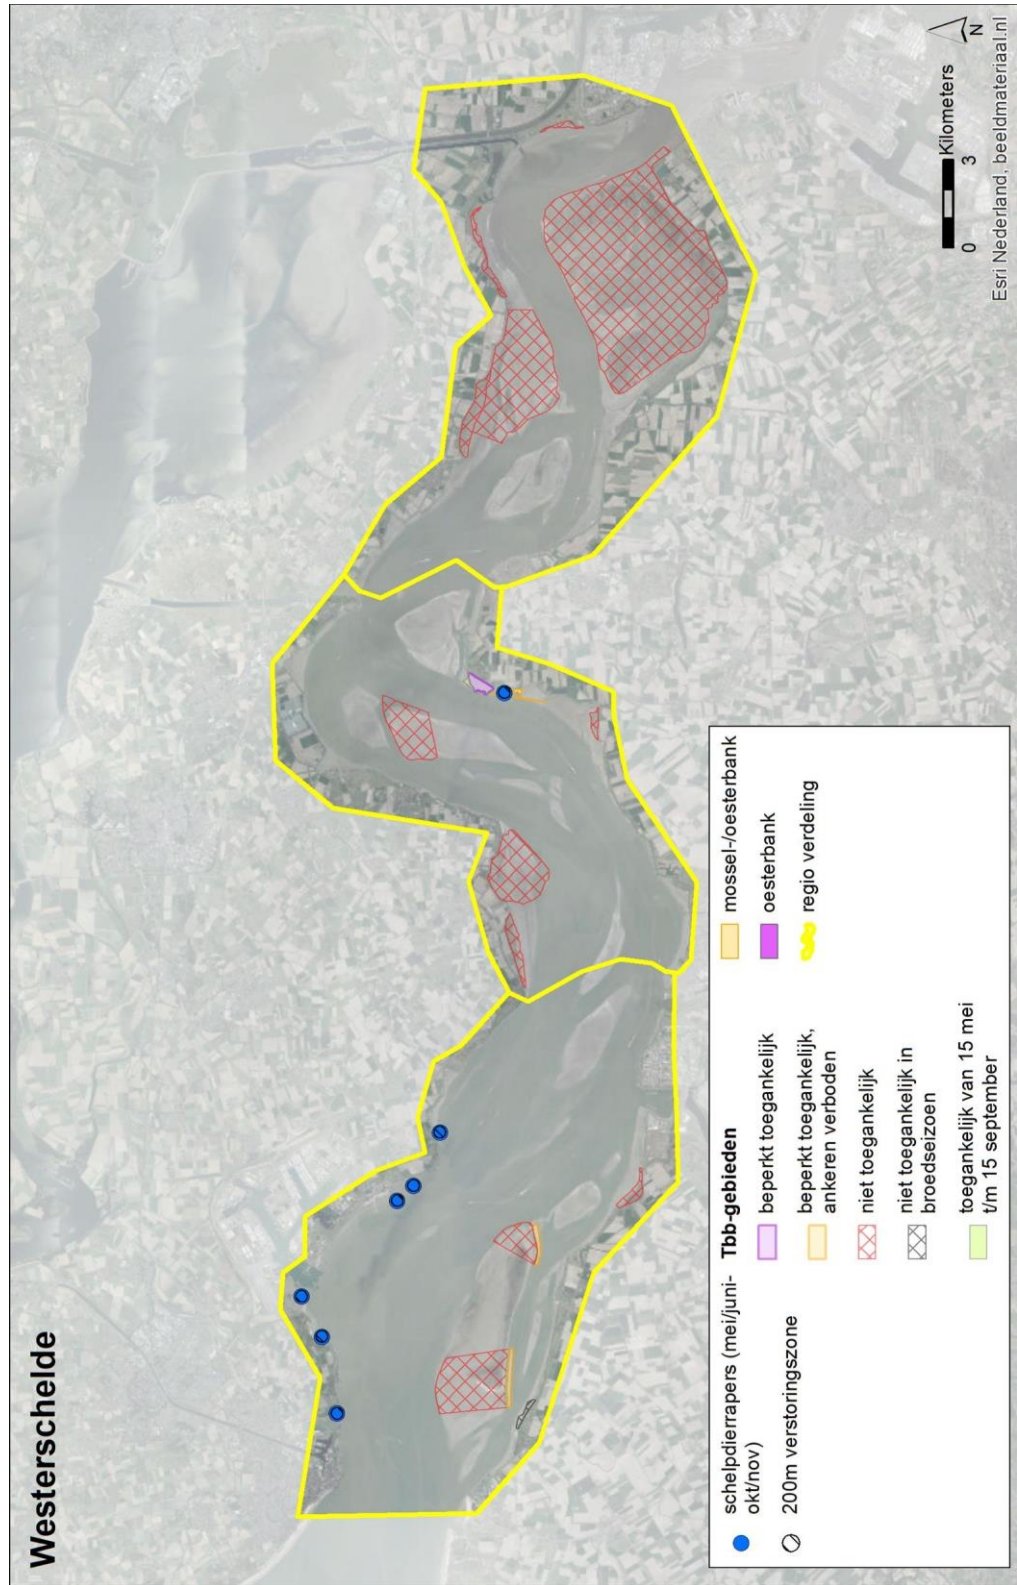 Westerschelde
schelpdierrapers (mei/juni-
okt/nov)
200m verstoringszone
Tbb-gebieden
beperkt toegankelijk
beperkt toegankelijk,
ankeren verboden
niet toegankelijk
niet toegankelijk in
broedseizoen
toegankelijk van 15 mei
t/m 15 september
mossel-/oesterbank
oesterbank
regio verdeling
N
0 3 Kilometers
Esri Nederland, beeldmateriaal.nl